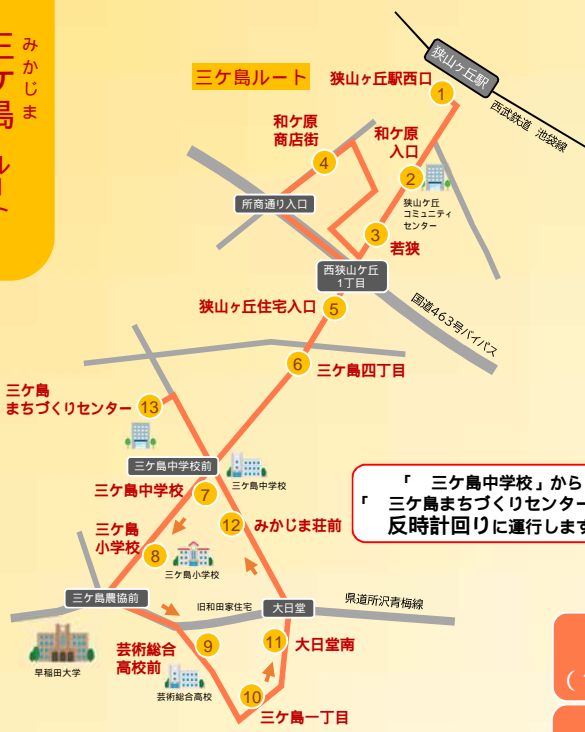 みかじま
三ケ島ルート
三ケ島ルート
狭山ヶ丘駅
西武鉄道 池袋線
狭山ヶ丘駅西口
1
和ケ原
商店街
4
和ケ原
入口
2
狭山ケ丘
コミュニティ
センター
所商通り入口
3
若狭
西狭山ケ丘
1丁目
狭山ヶ丘住宅入口
5
国道463号バイパス
6
三ケ島四丁目
三ケ島
まちづくりセンター
13
三ケ島中学校前
三ケ島中学校
三ケ島中学校
7
12
みかじま荘前
「 三ケ島中学校」から
「 三ケ島まちづくりセンター
反時計回りに運行します
三ケ島
小学校
8
三ケ島小学校
三ケ島農協前
旧和田家住宅
大日堂
県道所沢青梅線
早稲田大学
芸術総合
高校前
9
11
大日堂南
芸術総合高校
10
三ケ島一丁目
(